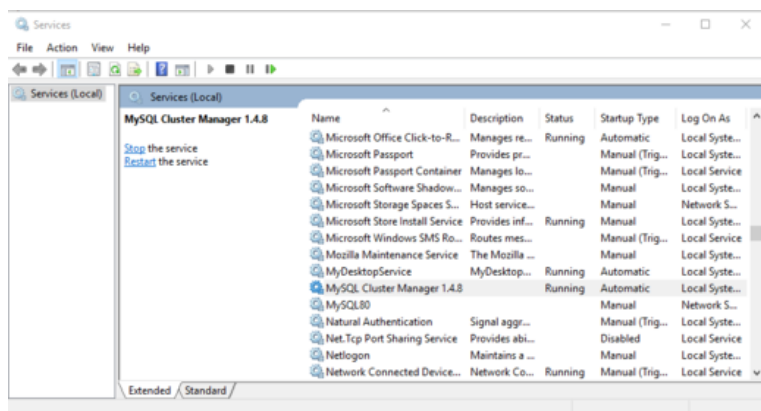 Services
File Action View Help
Services (Local)
Services (Local)
MySQL Cluster Manager 1.4.8
Stop the service
Restart the service
Name Description Status Startup Type Log On As
Microsoft Office Click-to-R... Manages re... Running Automatic Local Syste...
Microsoft Passport Provides pr... Manual (Trig... Local Syste...
Microsoft Passport Container Manages lo... Manual (Trig... Local Service
Microsoft Software Shadow... Manages so... Manual Local Syste...
Microsoft Storage Spaces S... Host service... Manual Network S...
Microsoft Store Install Service Provides inf... Running Manual Local Syste...
Microsoft Windows SMS Ro... Routes mes... Manual (Trig... Local Service
Mozilla Maintenance Service The Mozilla ... Manual Local Syste...
MyDesktopService MyDesktop... Running Automatic Local Syste...
MySQL Cluster Manager 1.4.8 Running Automatic Local Syste...
MySQL80 Manual Network S...
Natural Authentication Signal aggr... Manual (Trig... Local Syste...
Net.Tcp Port Sharing Service Provides abi... Disabled Local Service
Netlogon Maintains a ... Manual Local Syste...
Network Connected Device... Network Co... Running Manual (Trig... Local Service
Extended Standard